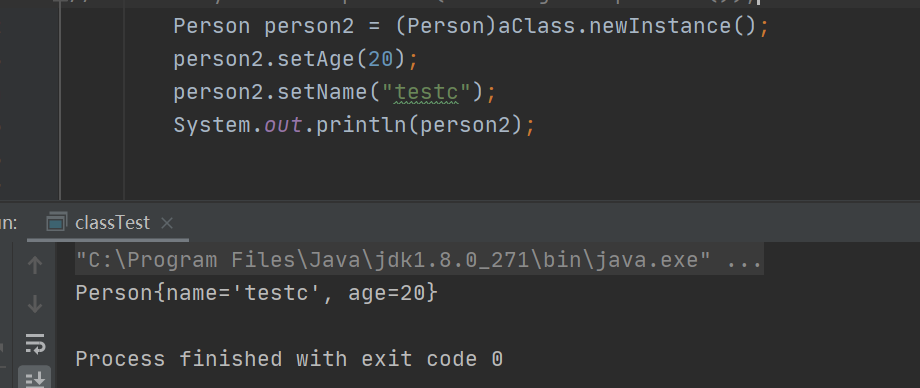 Person person2 = (Person)aClass.newInstance();
person2.setAge(20);
person2.setName("testc");
System.out.println(person2);
un: classTest ×
"C:\Program Files\Java\jdk1.8.0_271\bin\java.exe" ...
Person{name='testc', age=20}
Process finished with exit code 0